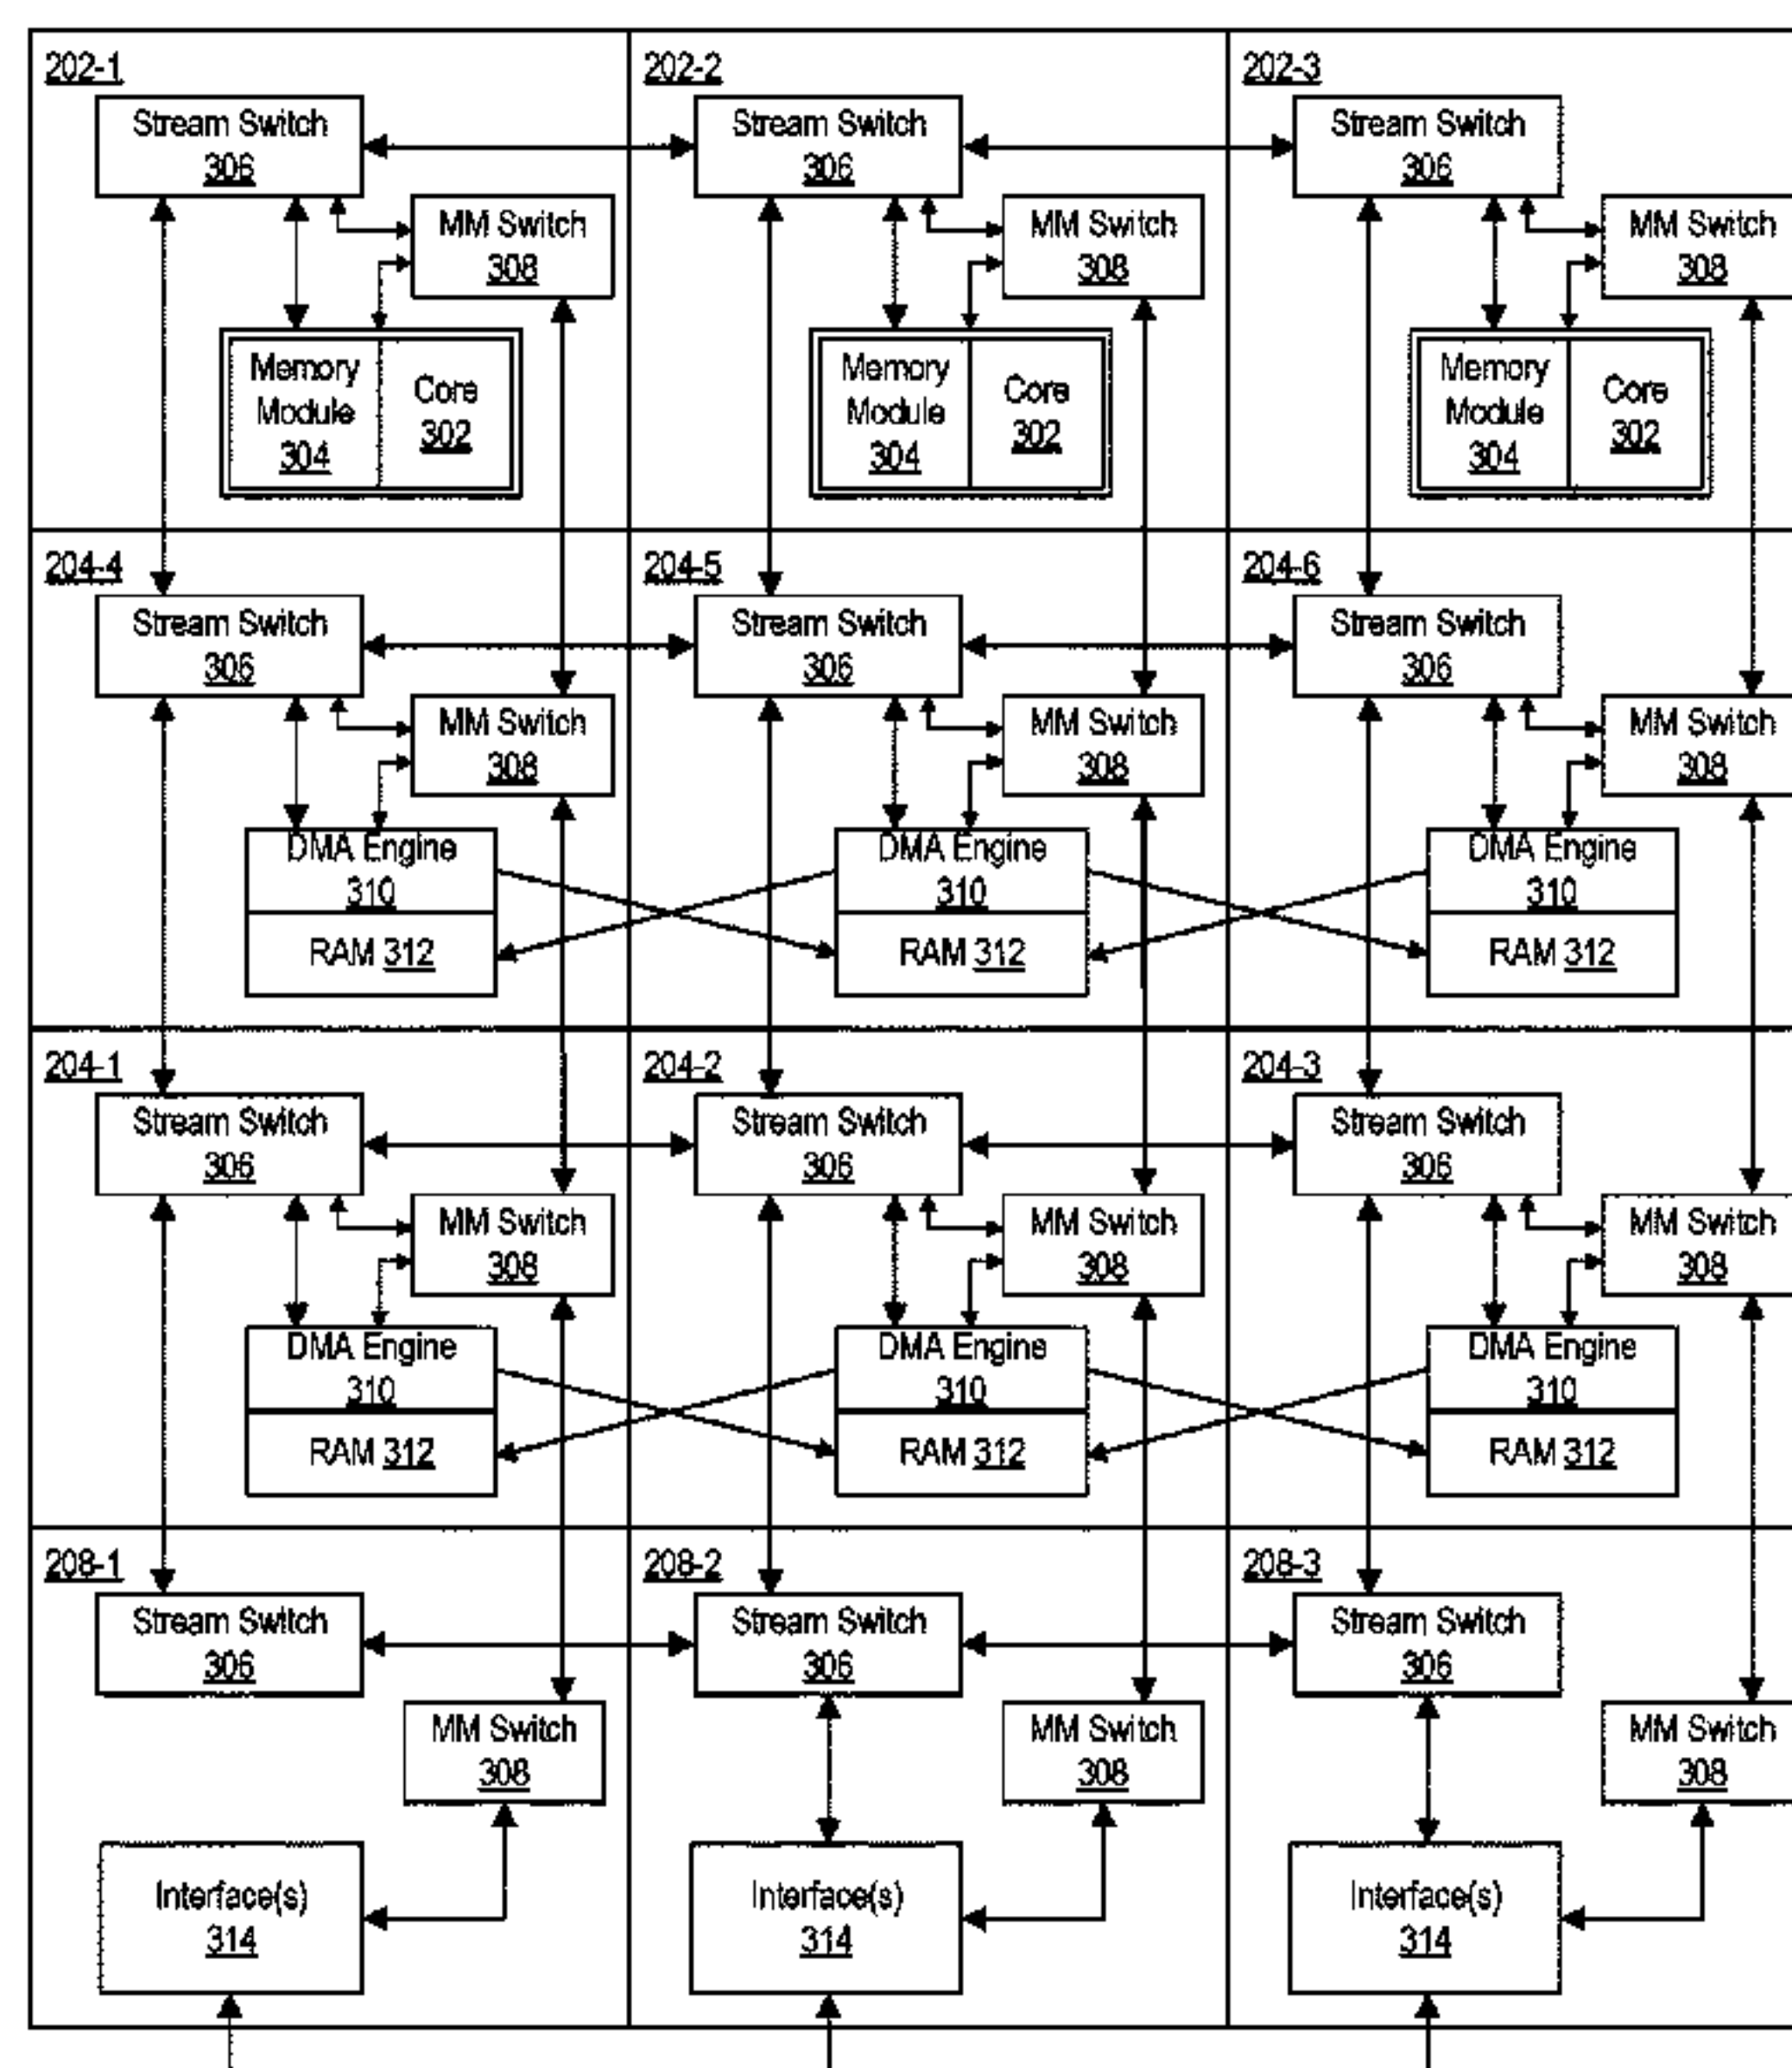 202-1
Stream Switch
306
MM Switch
308
Memory
Module
304
Core
302
202-2
Stream Switch
306
MM Switch
308
Memory
Module
304
Core
302
202-3
Stream Switch
306
MM Switch
308
Memory
Module
304
Core
302
204-4
Stream Switch
306
MM Switch
308
DMA Engine
310
RAM 312
204-5
Stream Switch
306
MM Switch
308
DMA Engine
310
RAM 312
204-6
Stream Switch
306
MM Switch
308
DMA Engine
310
RAM 312
204-1
Stream Switch
306
MM Switch
308
DMA Engine
310
RAM 312
204-2
Stream Switch
306
MM Switch
308
DMA Engine
310
RAM 312
204-3
Stream Switch
306
MM Switch
308
DMA Engine
310
RAM 312
208-1
Stream Switch
306
MM Switch
308
Interface(s)
314
208-2
Stream Switch
306
MM Switch
308
Interface(s)
314
208-3
Stream Switch
306
MM Switch
308
Interface(s)
314